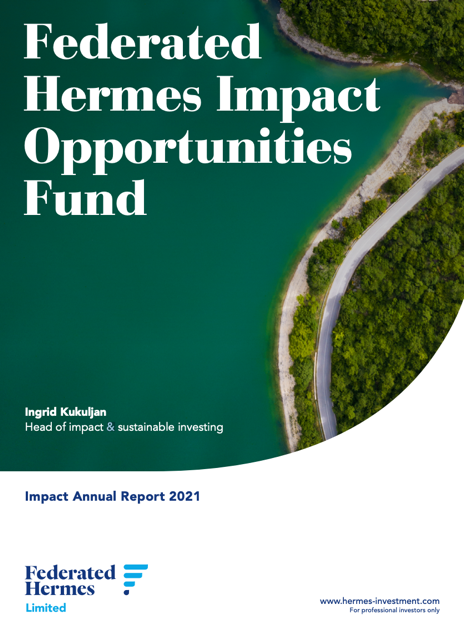 Federated
Hermes Impact
Opportunities
Fund
Ingrid Kukuljan
Head of impact & sustainable investing
Impact Annual Report 2021
Federated
Hermes
Limited
www.hermes-investment.com
For professional investors only